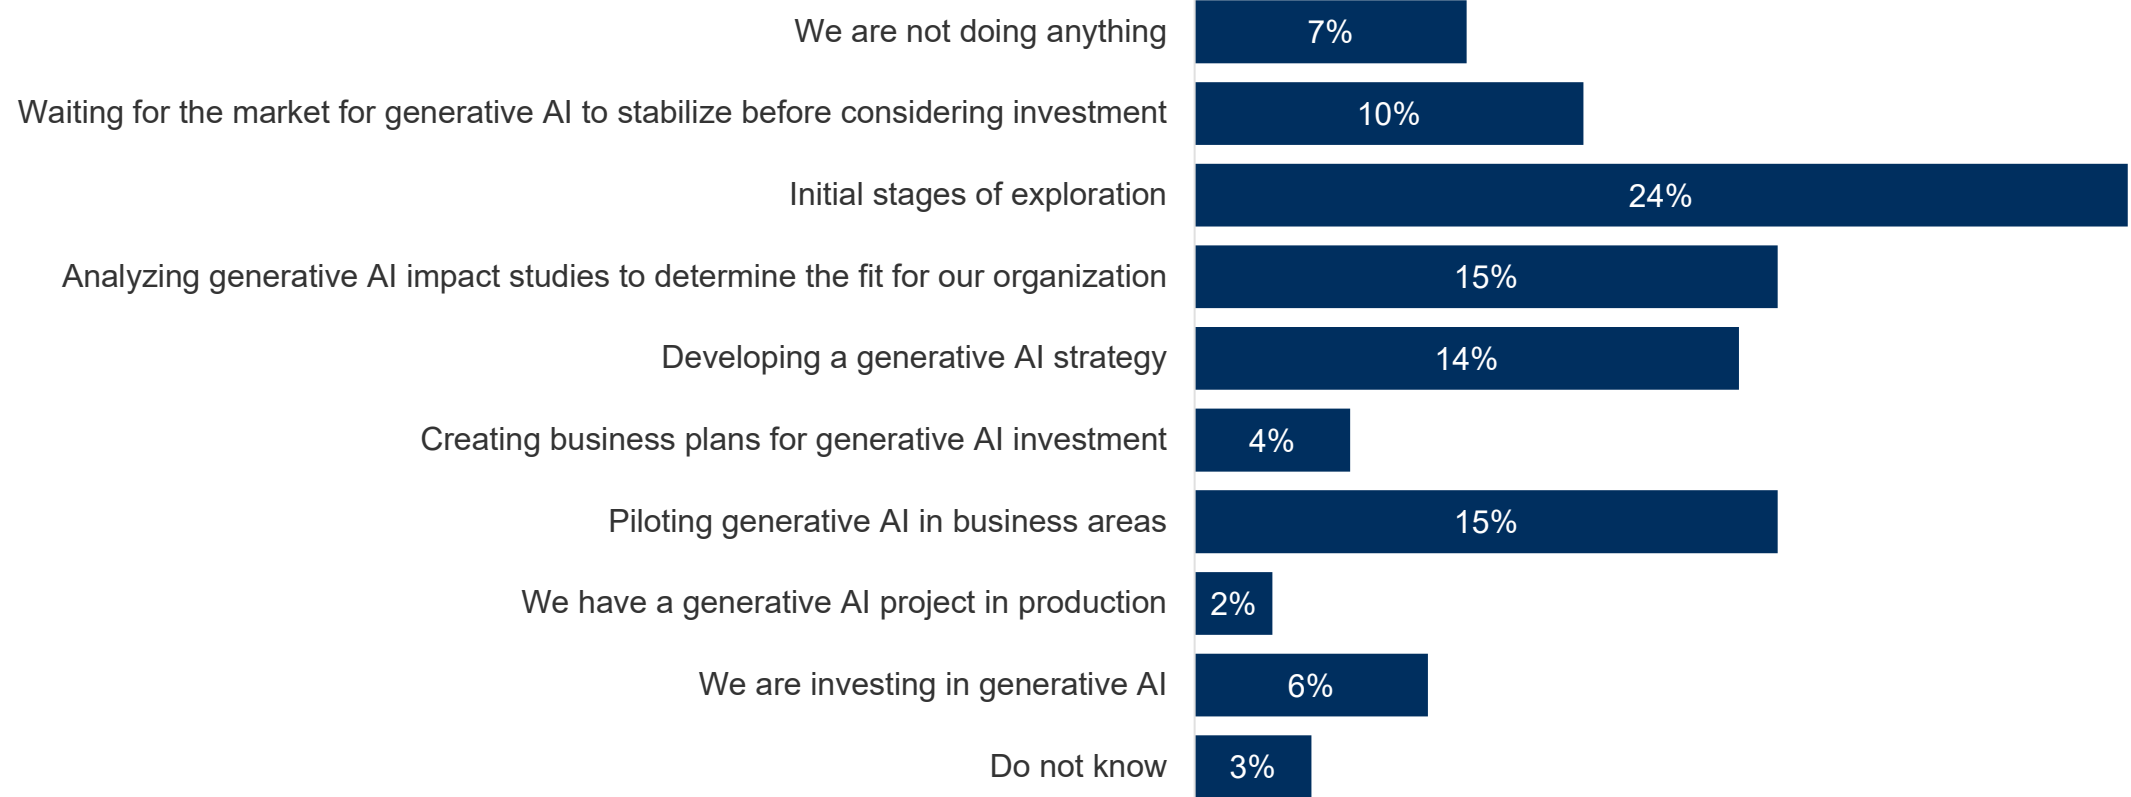 We are not doing anything 7%
Waiting for the market for generative AI to stabilize before considering investment 10%
Initial stages of exploration 24%
Analyzing generative AI impact studies to determine the fit for our organization 15%
Developing a generative AI strategy 14%
Creating business plans for generative AI investment 4%
Piloting generative AI in business areas 15%
We have a generative AI project in production 2%
We are investing in generative AI 6%
Do not know 3%